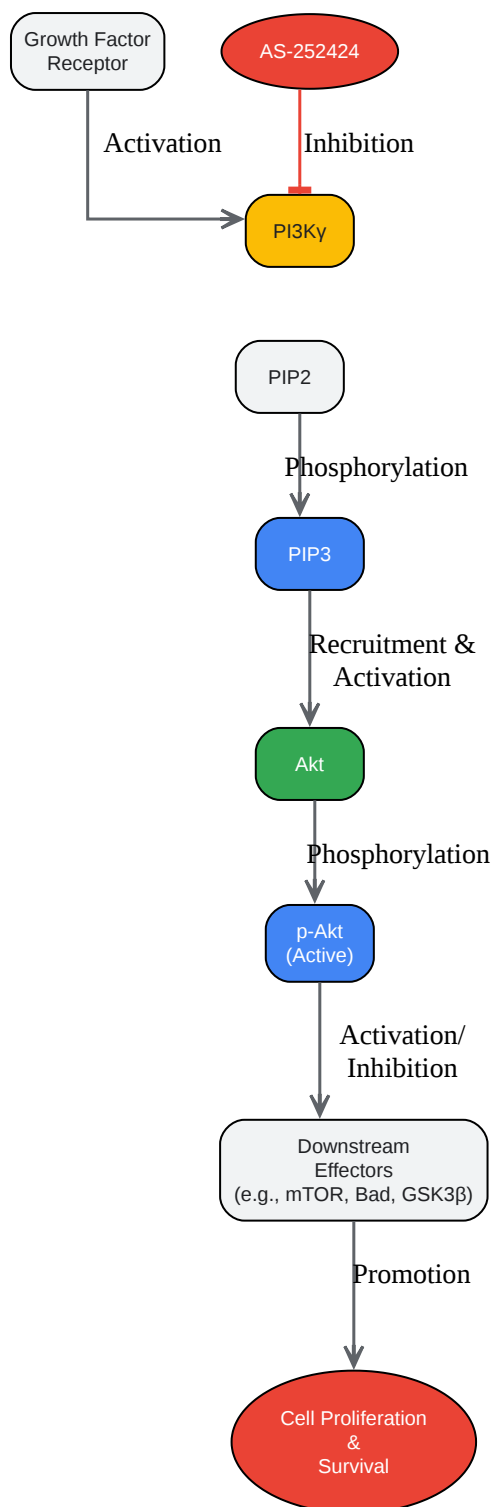 Growth Factor
Receptor
AS-252424
Activation
Inhibition
PI3Kγ
PIP2
Phosphorylation
PIP3
Recruitment &
Activation
Akt
Phosphorylation
p-Akt
(Active)
Activation/
Inhibition
Downstream
Effectors
(e.g., mTOR, Bad, GSK3β)
Promotion
Cell Proliferation
&
Survival